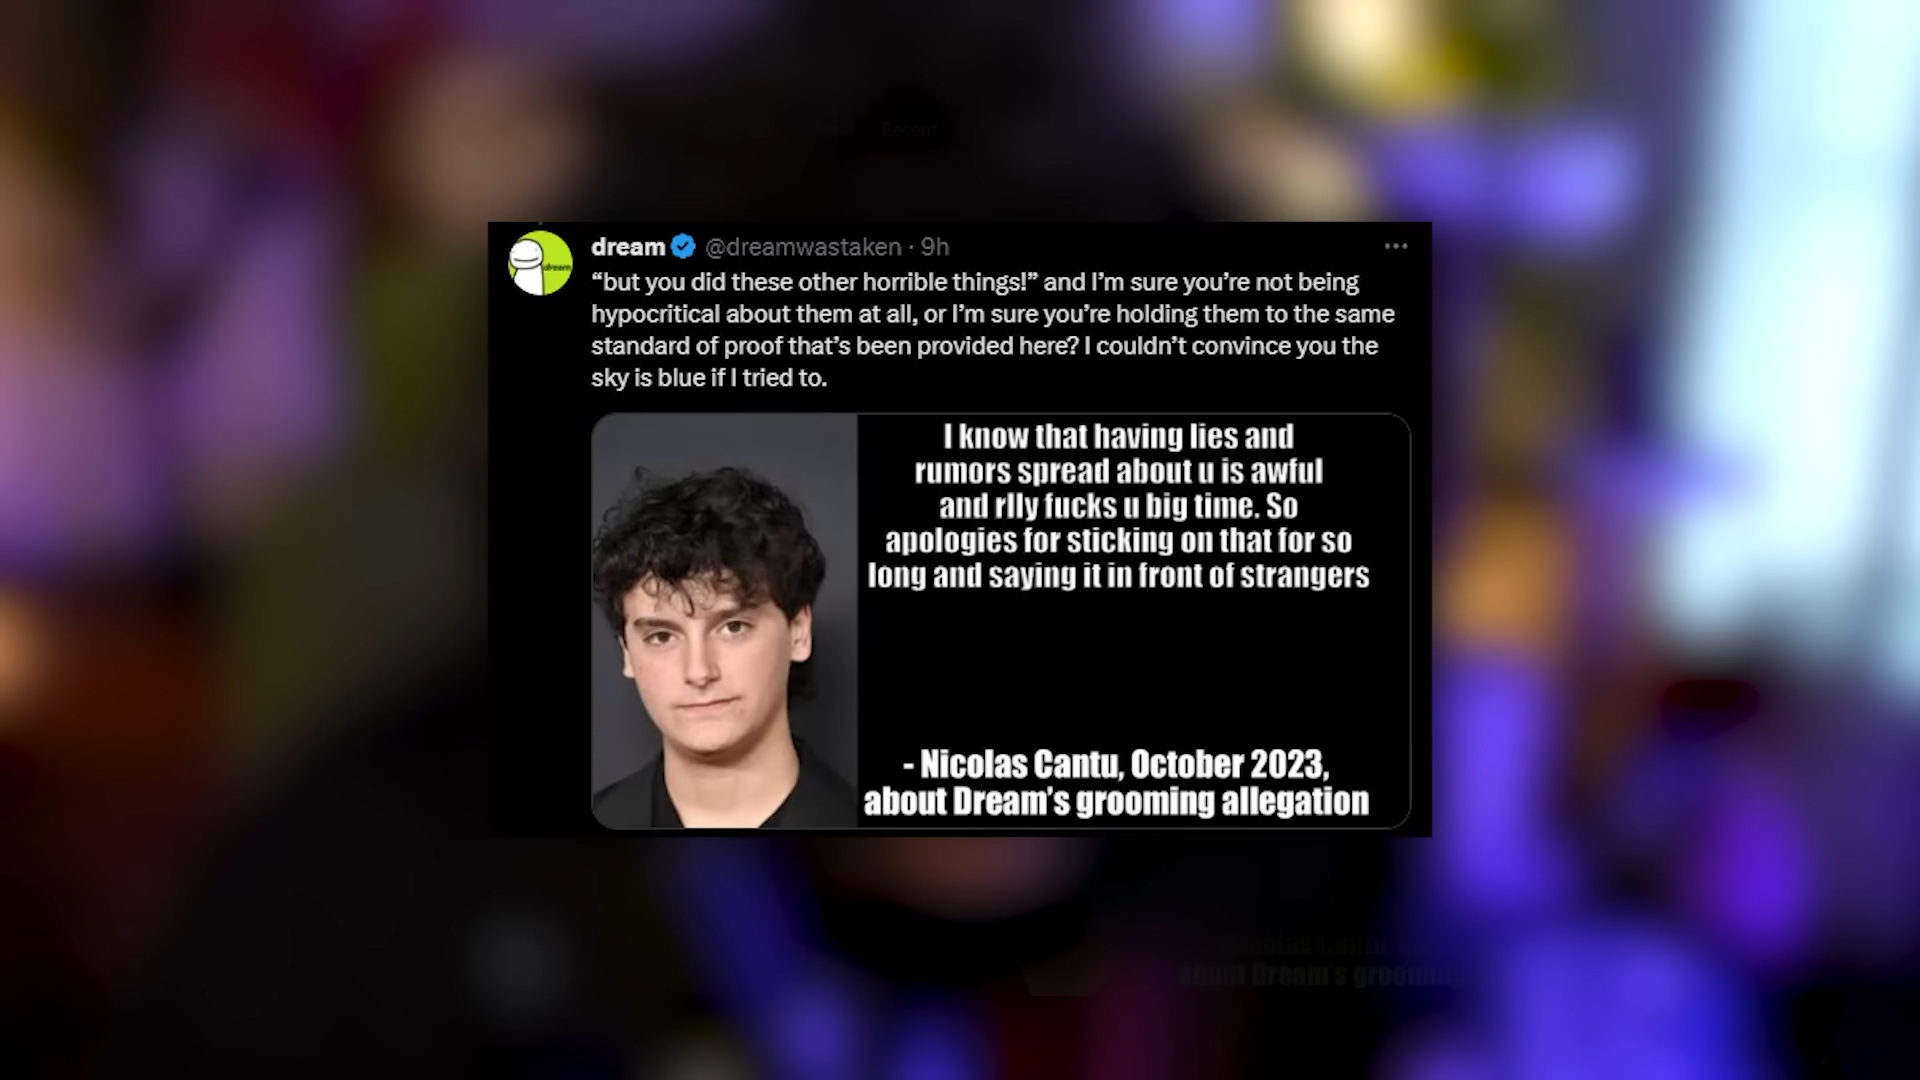 Recent
dream @dreamwastaken · 9h
“but you did these other horrible things!” and I’m sure you’re not being
hypocritical about them at all, or I’m sure you’re holding them to the same
standard of proof that’s been provided here? I couldn’t convince you the
sky is blue if I tried to.
dream
I know that having lies and
rumors spread about u is awful
and rlly fucks u big time. So
apologies for sticking on that for so
long and saying it in front of strangers
- Nicolas Cantu, October 2023,
about Dream’s grooming allegation
about Dream's